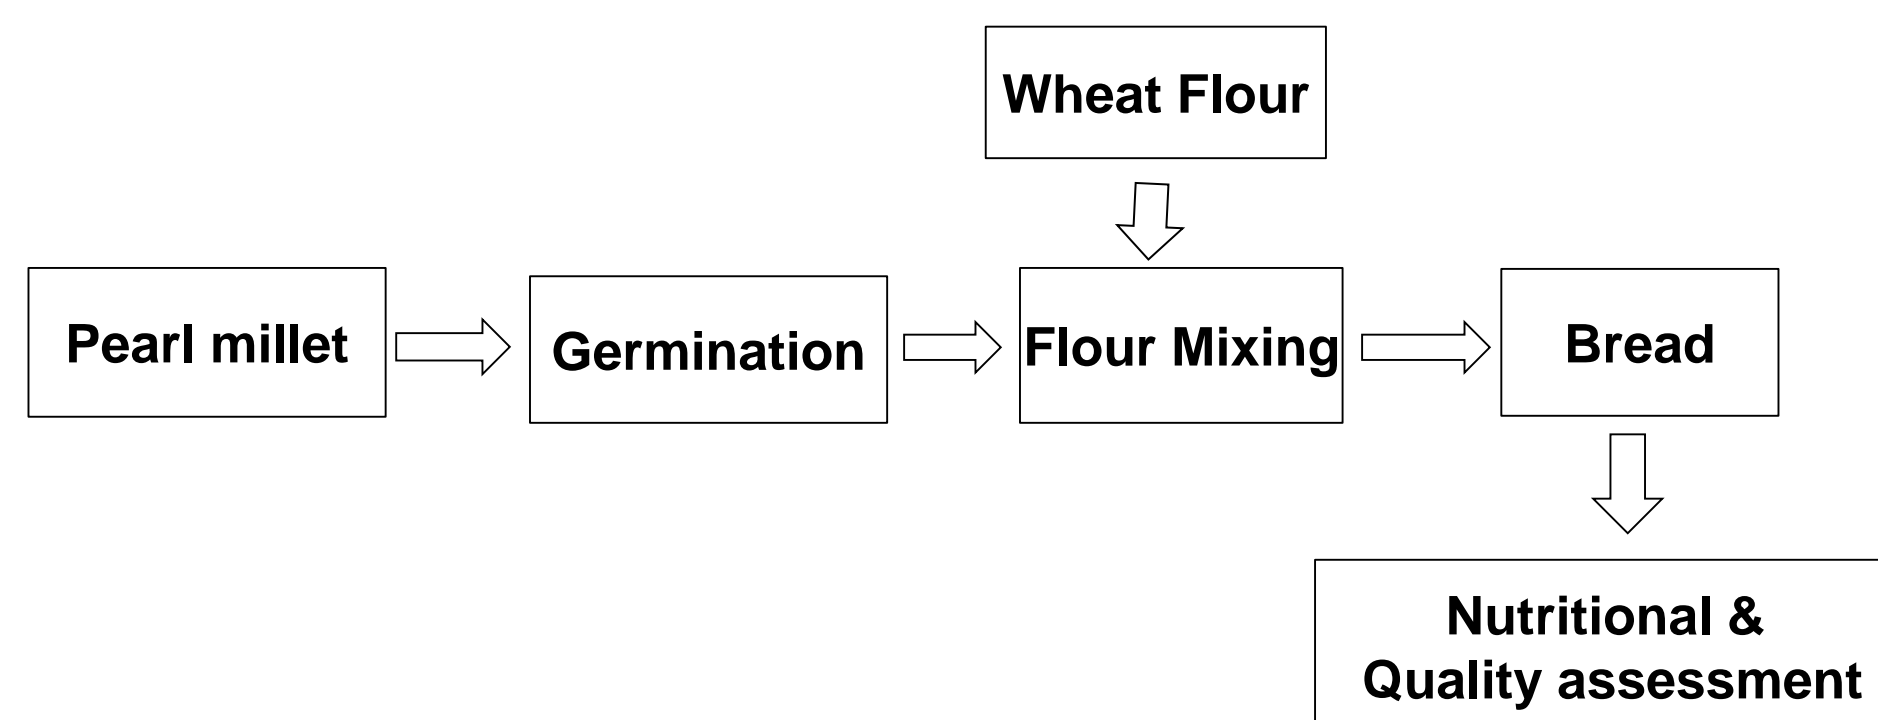 Wheat Flour
Pearl millet
Germination
Flour Mixing
Bread
Nutritional &
Quality assessment